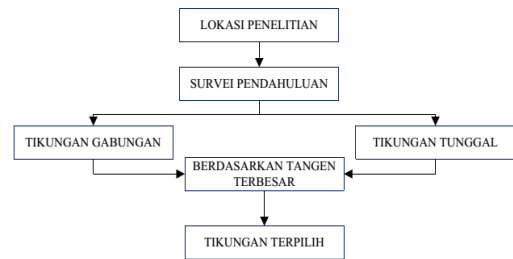 LOKASI PENELITIAN
SURVEI PENDAHULUAN
TIKUNGAN GABUNGAN
TIKUNGAN TUNGGAL
BERDASARKAN TANGEN
TERBESAR
TIKUNGAN TERPILIH